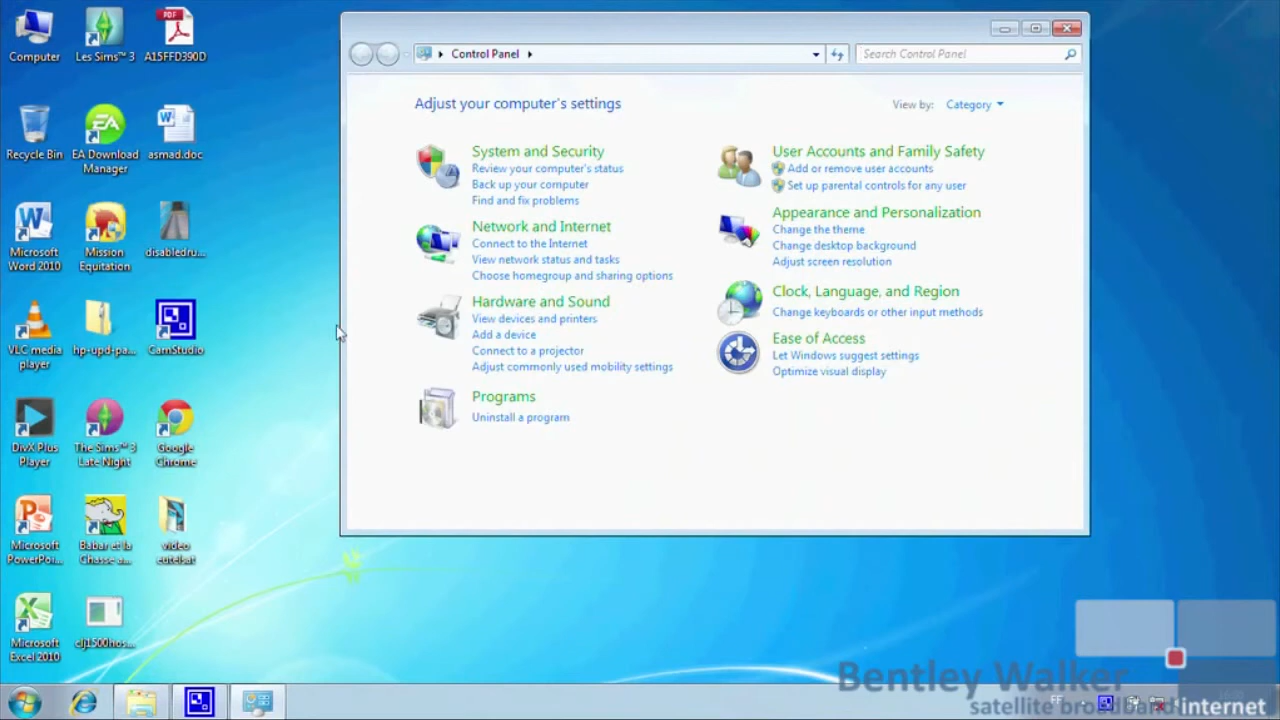 Computer
Les Sims™ 3
A15FFD390D
Recycle Bin
EA Download
Manager
asmad.doc
Microsoft
Word 2010
Mission
Equitation
disabledru...
VLC media
player
hp-upd-pa...
CamStudio
DivX Plus
Player
The Sims™ 3
Late Night
Google
Chrome
Microsoft
PowerPoi...
Babar et la
Chasse a...
video
eutelsat
Microsoft
Excel 2010
clj1500hos...
Control Panel
Search Control Panel
Adjust your computer's settings
View by: Category
System and Security
Review your computer's status
Back up your computer
Find and fix problems
Network and Internet
Connect to the Internet
View network status and tasks
Choose homegroup and sharing options
Hardware and Sound
View devices and printers
Add a device
Connect to a projector
Adjust commonly used mobility settings
Programs
Uninstall a program
User Accounts and Family Safety
Add or remove user accounts
Set up parental controls for any user
Appearance and Personalization
Change the theme
Change desktop background
Adjust screen resolution
Clock, Language, and Region
Change keyboards or other input methods
Ease of Access
Let Windows suggest settings
Optimize visual display
Bentley Walker
satellite broadband internet